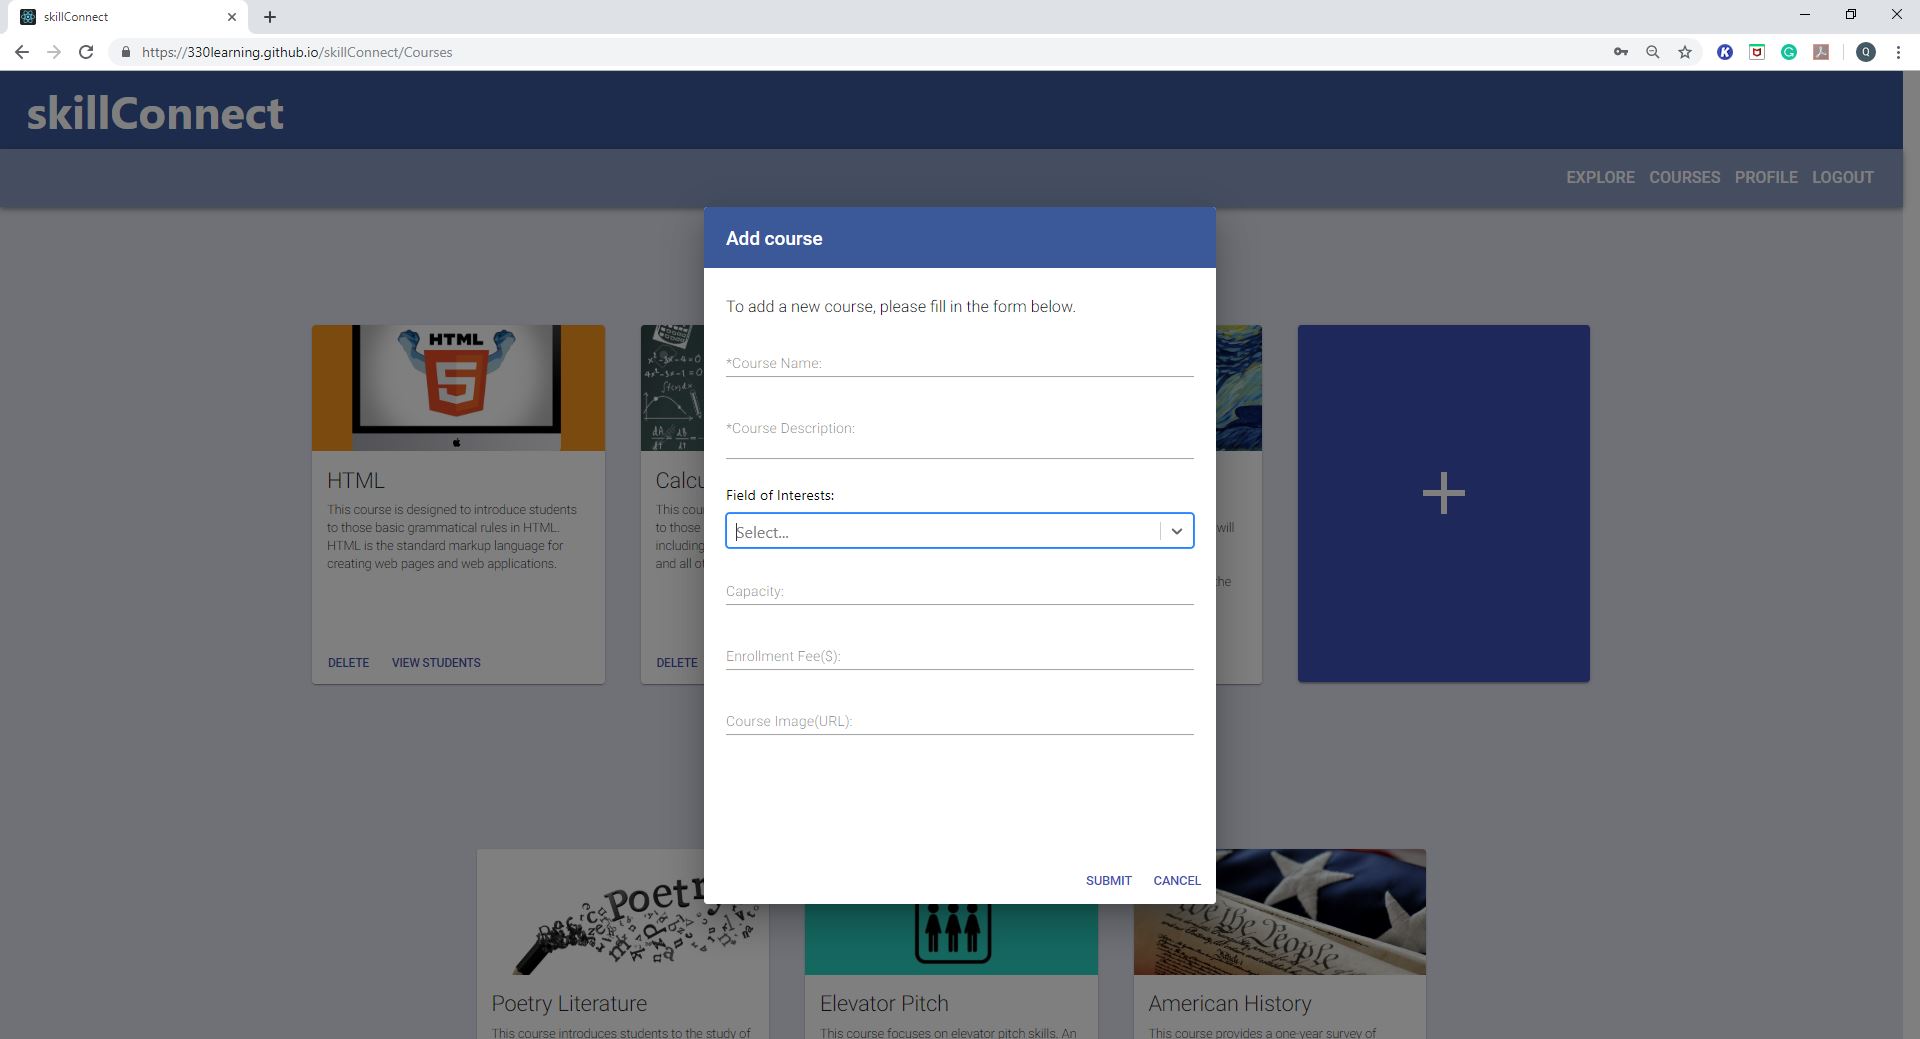 skillConnect
https://330learning.github.io/skillConnect/Courses
Q
skillConnect
EXPLORE COURSES PROFILE LOGOUT
Add course
To add a new course, please fill in the form below.
*Course Name:
*Course Description:
Field of Interests:
Select...
Capacity:
Enrollment Fee($):
Course Image(URL):
SUBMIT CANCEL
HTML
5
HTML
This course is designed to introduce students
to those basic grammatical rules in HTML.
HTML is the standard markup language for
creating web pages and web applications.
DELETE VIEW STUDENTS
This
to those
including
and all
DELETE
will
Poetry Literature
This course introduces students to the study of
Elevator Pitch
This course focuses on elevator pitch skills. An
We the People
American History
This course provides a one-year survey of